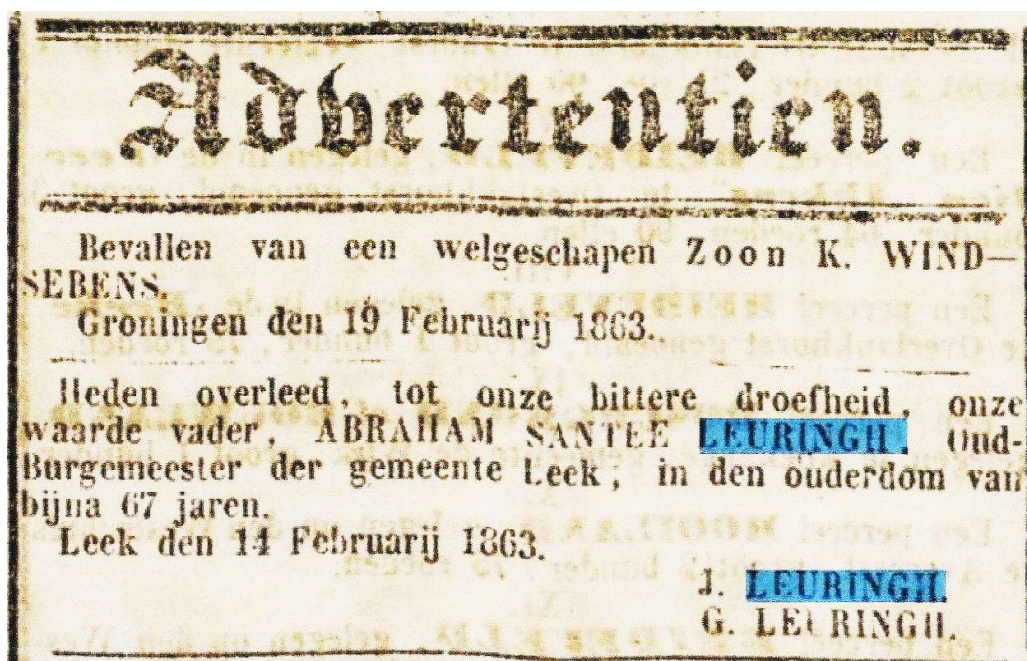 Advertentien.
Bevallen van een welgeschapen Zoon K. WIND—
SEBENS.
Groningen den 19 Februarij 1863.
Heden overleed, tot onze bittere droefheid, onze
waarde vader, ABRAHAM SANTEE LEURINGH, Oud-
Burgemeester der gemeente Leek, in den ouderdom van
bijna 67 jaren.
Leek den 14 Februarij 1863.
J. LEURINGH.
G. LEURINGH.